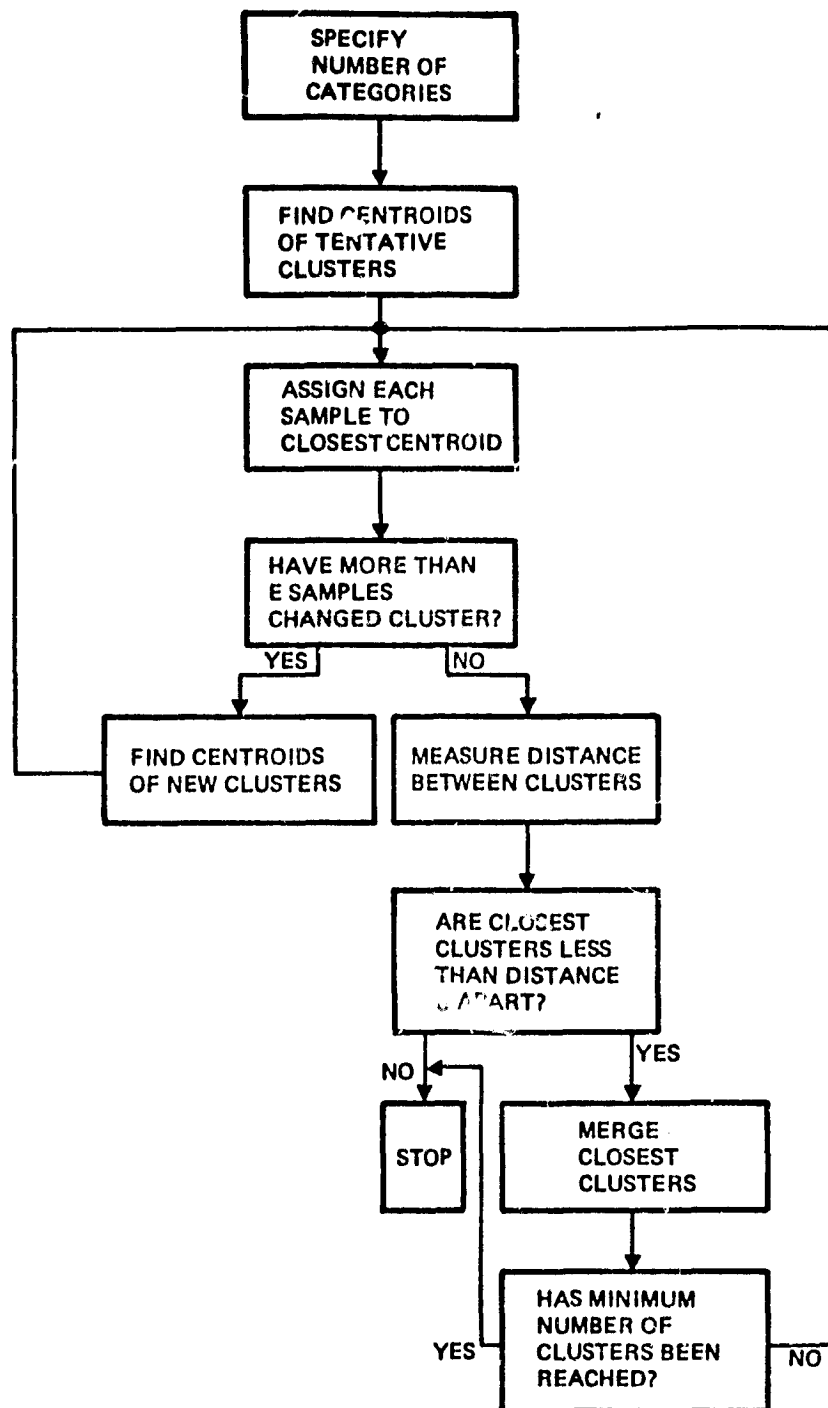 SPECIFY
NUMBER OF
CATEGORIES
FIND CENTROIDS
OF TENTATIVE
CLUSTERS
ASSIGN EACH
SAMPLE TO
CLOSEST CENTROID
HAVE MORE THAN
E SAMPLES
CHANGED CLUSTER?
YES
NO
FIND CENTROIDS
OF NEW CLUSTERS
MEASURE DISTANCE
BETWEEN CLUSTERS
ARE CLOSEST
CLUSTERS LESS
THAN DISTANCE
APART?
NO
YES
STOP
MERGE
CLOSEST
CLUSTERS
HAS MINIMUM
NUMBER OF
CLUSTERS BEEN
REACHED?
YES
NO